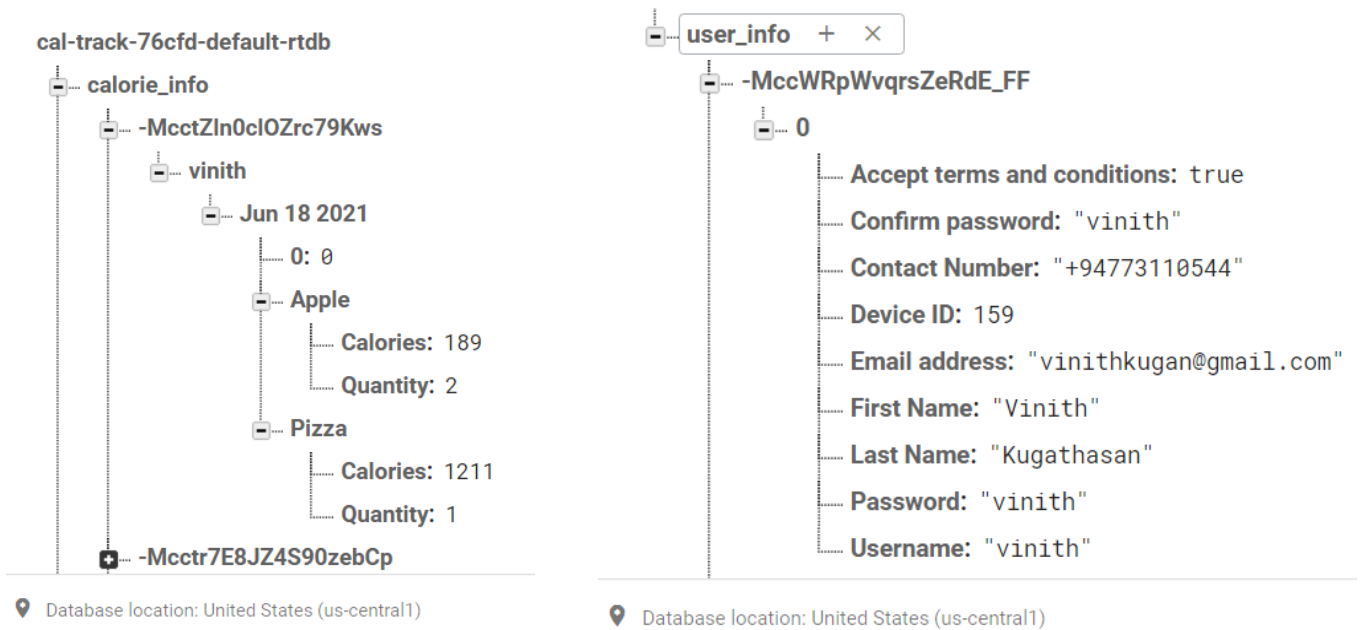 cal-track-76cfd-default-rtdb
calorie_info
-McctZIn0clOZrc79Kws
vinith
Jun 18 2021
0: 0
Apple
Calories: 189
Quantity: 2
Pizza
Calories: 1211
Quantity: 1
-Mcctr7E8JZ4S90zebCp
Database location: United States (us-central1)
user_info + ×
-MccWRpWvqrsZeRdE_FF
0
Accept terms and conditions: true
Confirm password: "vinith"
Contact Number: "+94773110544"
Device ID: 159
Email address: "vinithkugan@gmail.com"
First Name: "Vinith"
Last Name: "Kugathasan"
Password: "vinith"
Username: "vinith"
Database location: United States (us-central1)